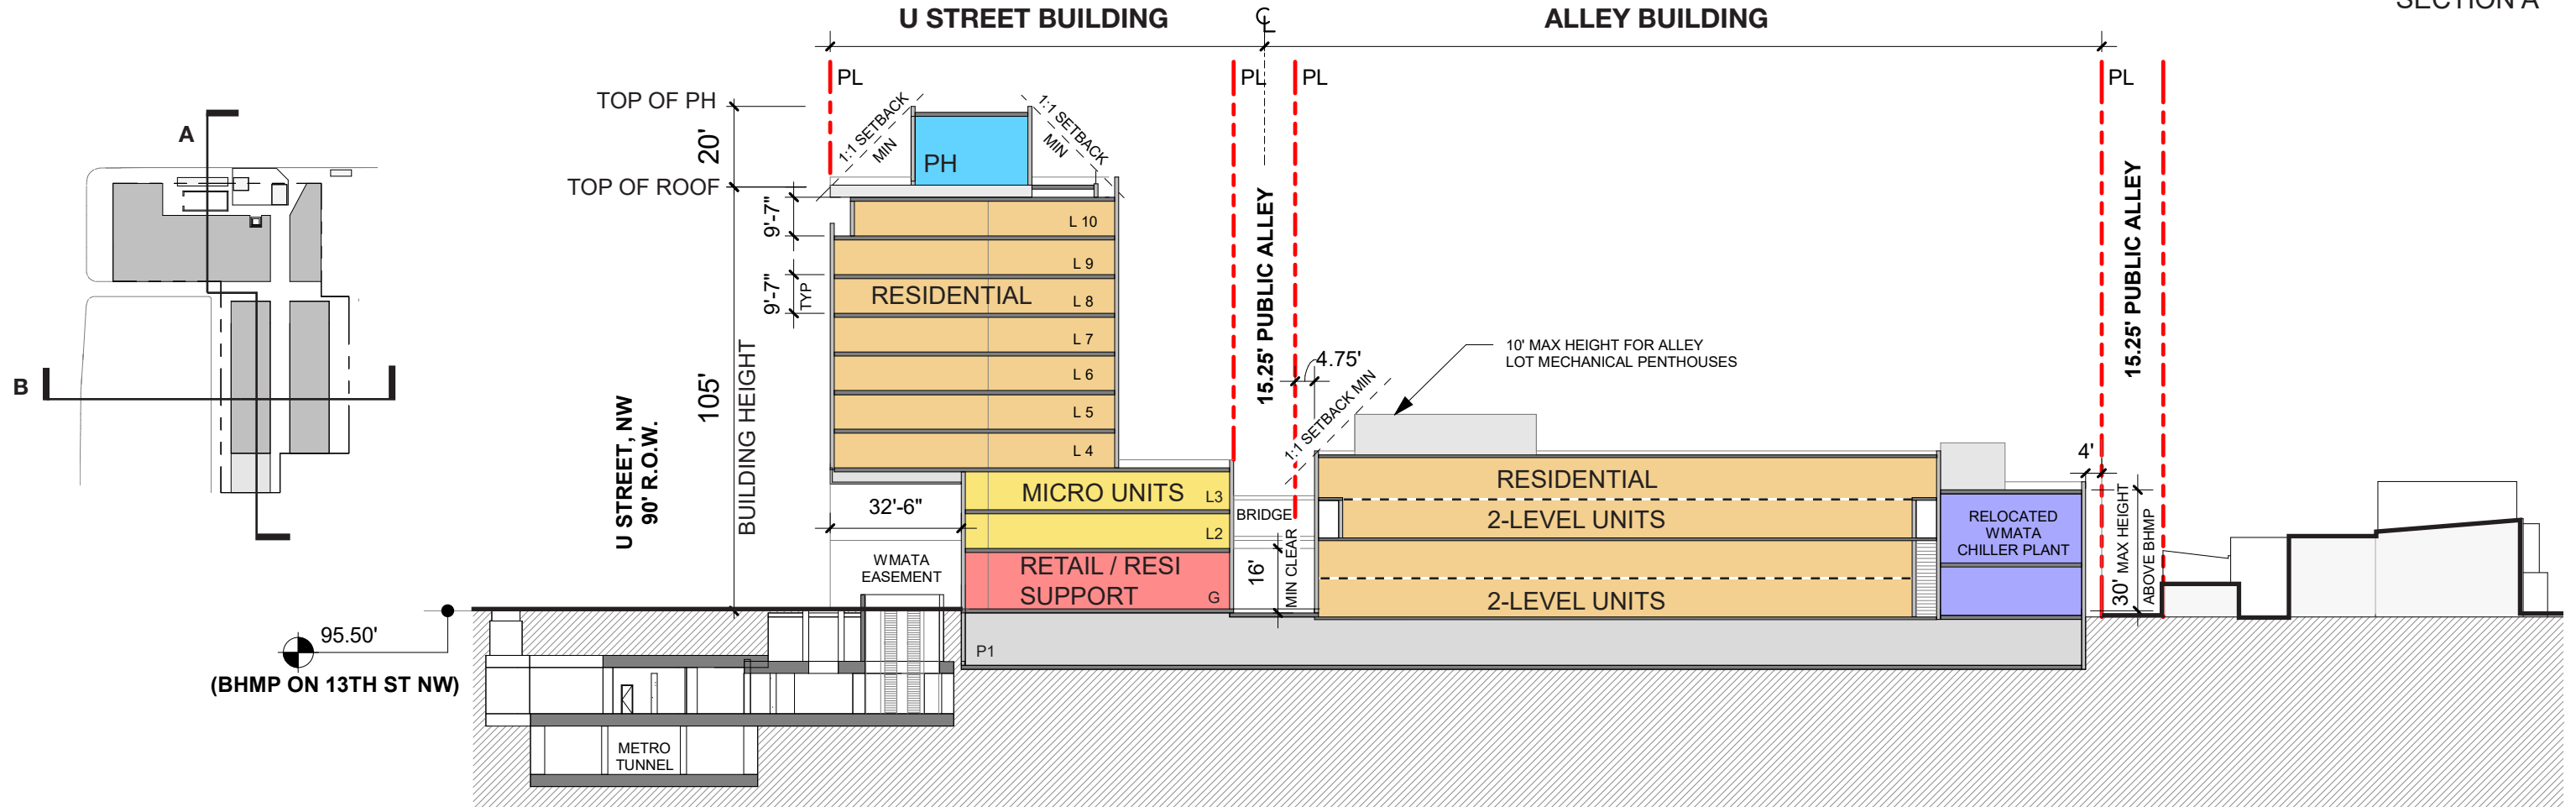 SECTION A
U STREET BUILDING
ALLEY BUILDING
PL
PL
PL
PL
TOP OF PH
20'
TOP OF ROOF
1:1 SETBACK
MIN
1:1 SETBACK
MIN
PH
A
B
9'-7"
9'-7"
TYP
105'
BUILDING HEIGHT
U STREET, NW
90' R.O.W.
L 10
L 9
RESIDENTIAL
L 8
L 7
L 6
L 5
L 4
MICRO UNITS
L3
L2
RETAIL / RESI
SUPPORT
G
32'-6"
WMATA
EASEMENT
15.25' PUBLIC ALLEY
4.75'
1:1 SETBACK MIN
10' MAX HEIGHT FOR ALLEY
LOT MECHANICAL PENTHOUSES
BRIDGE
16'
MIN CLEAR
RESIDENTIAL
2-LEVEL UNITS
2-LEVEL UNITS
RELOCATED
WMATA
CHILLER PLANT
4'
15.25' PUBLIC ALLEY
30' MAX HEIGHT
ABOVE BHMP
95.50'
(BHMP ON 13TH ST NW)
P1
METRO
TUNNEL